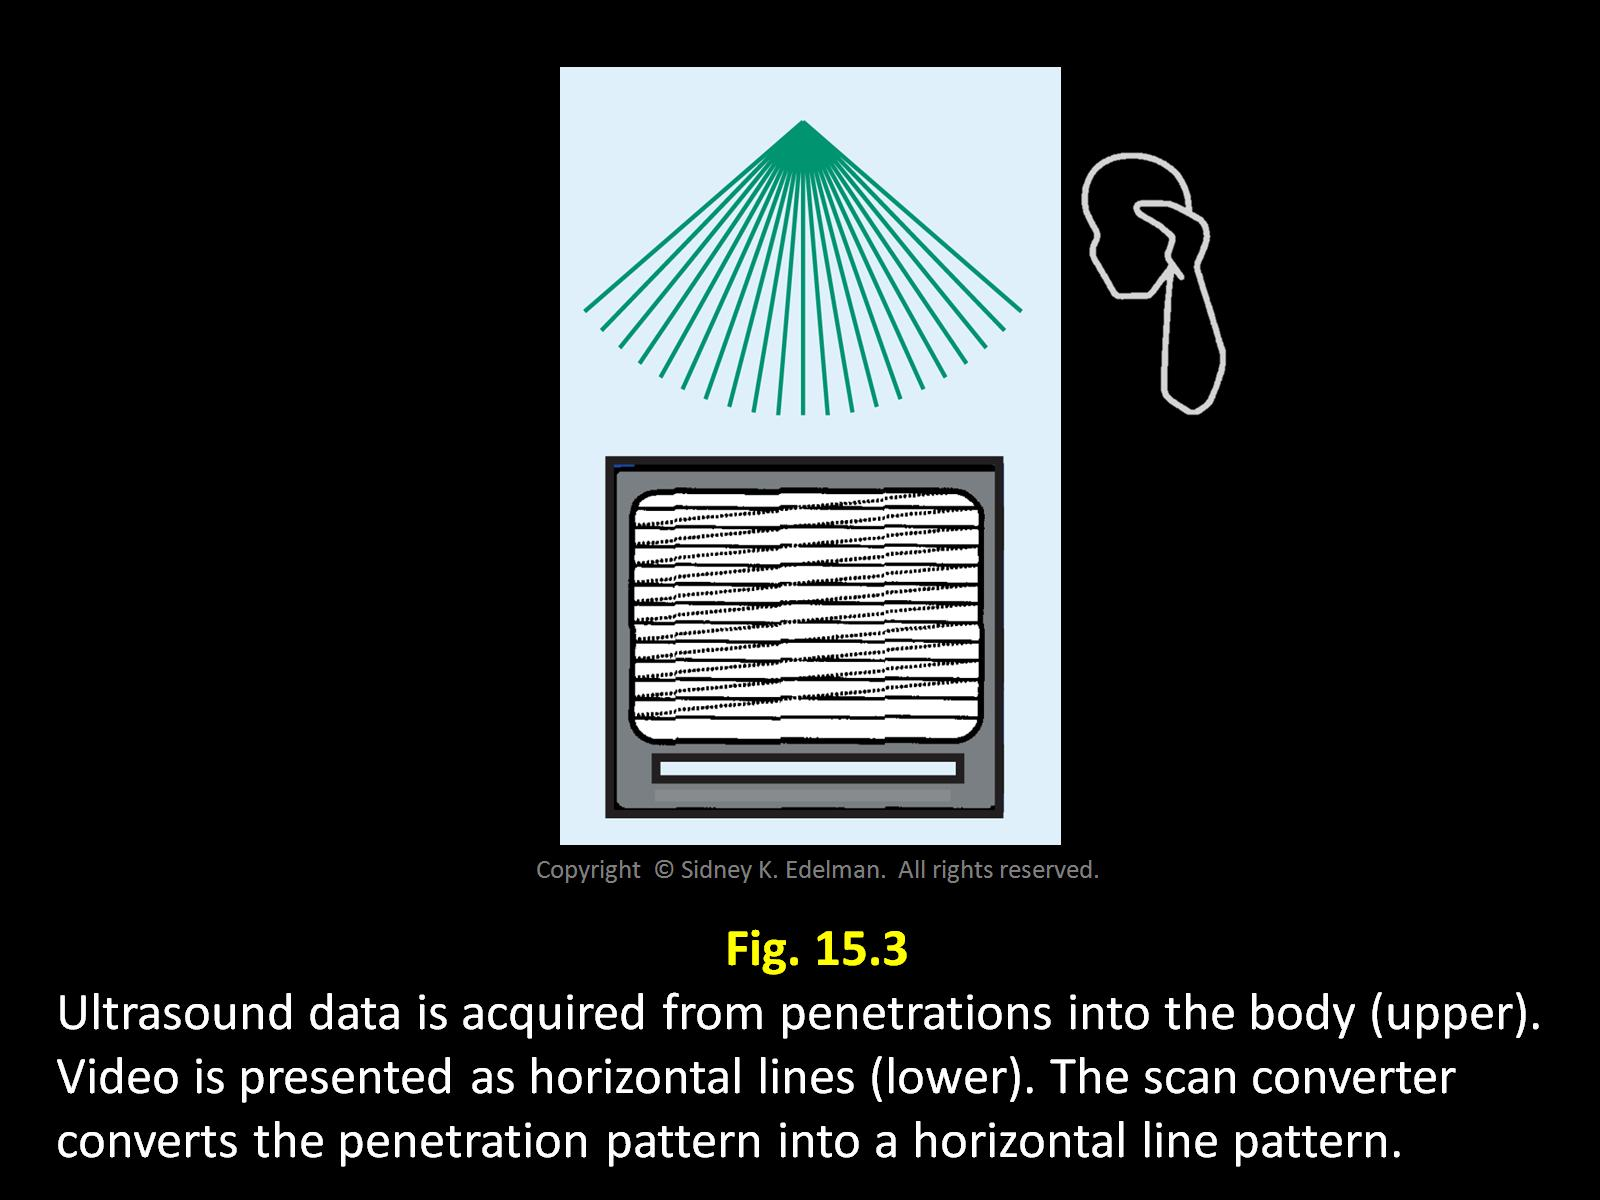 Copyright © Sidney K. Edelman. All rights reserved.
Fig. 15.3
Ultrasound data is acquired from penetrations into the body (upper).
Video is presented as horizontal lines (lower). The scan converter
converts the penetration pattern into a horizontal line pattern.